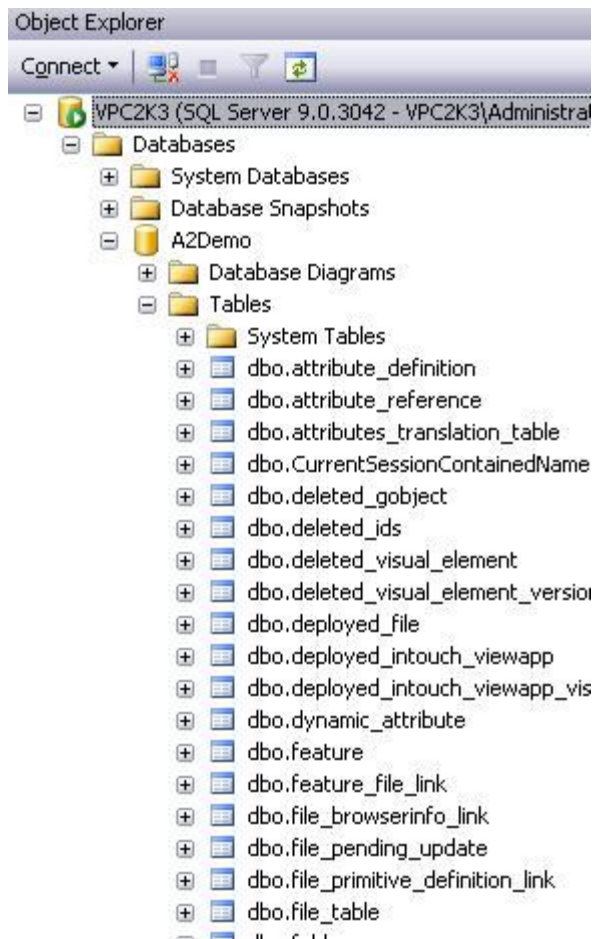 Object Explorer
Connect
VPC2K3 (SQL Server 9.0.3042 - VPC2K3\Administrat
Databases
System Databases
Database Snapshots
A2Demo
Database Diagrams
Tables
System Tables
dbo.attribute_definition
dbo.attribute_reference
dbo.attributes_translation_table
dbo.CurrentSessionContainedName
dbo.deleted_gobject
dbo.deleted_ids
dbo.deleted_visual_element
dbo.deleted_visual_element_version
dbo.deployed_file
dbo.deployed_intouch_viewapp
dbo.deployed_intouch_viewapp_vis
dbo.dynamic_attribute
dbo.feature
dbo.feature_file_link
dbo.file_browserinfo_link
dbo.file_pending_update
dbo.file_primitive_definition_link
dbo.file_table